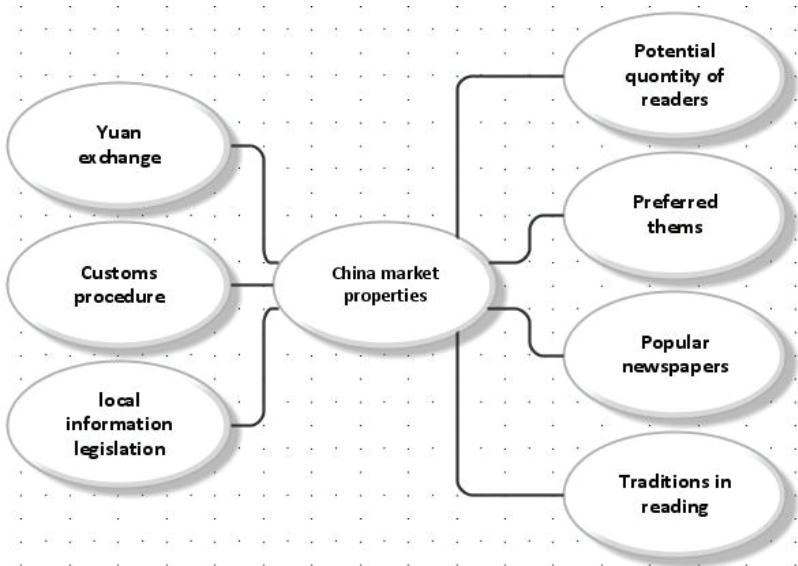 Yuan
exchange
Customs
procedure
local
information
legislation
China market
properties
Potential
quontity of
readers
Preferred
thems
Popular
newspapers
Traditions in
reading